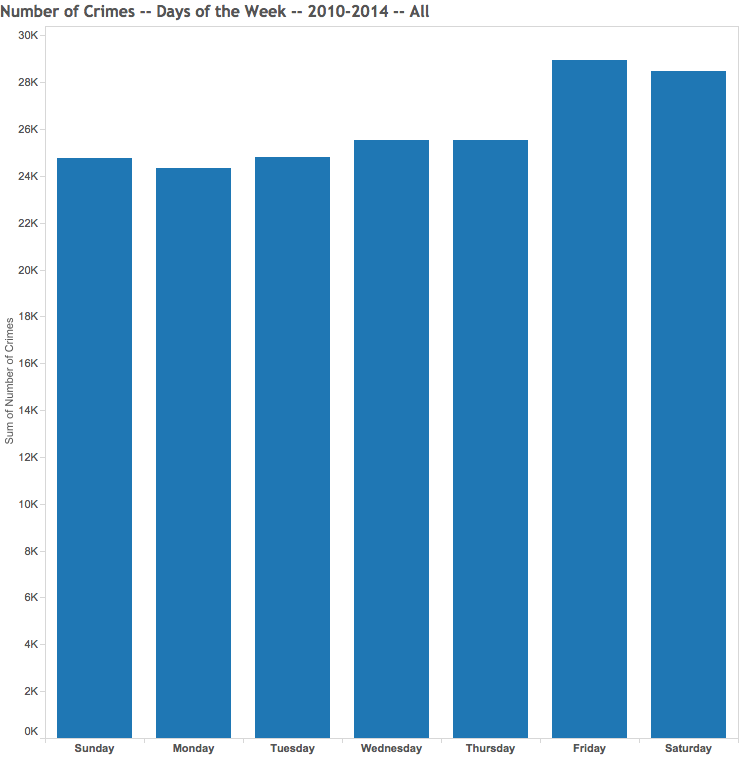 Number of Crimes -- Days of the Week -- 2010-2014 -- All
30K
28K
26K
24K
22K
20K
18K
16K
14K
12K
10K
8K
6K
4K
2K
0K
Sum of Number of Crimes
Sunday Monday Tuesday Wednesday Thursday Friday Saturday